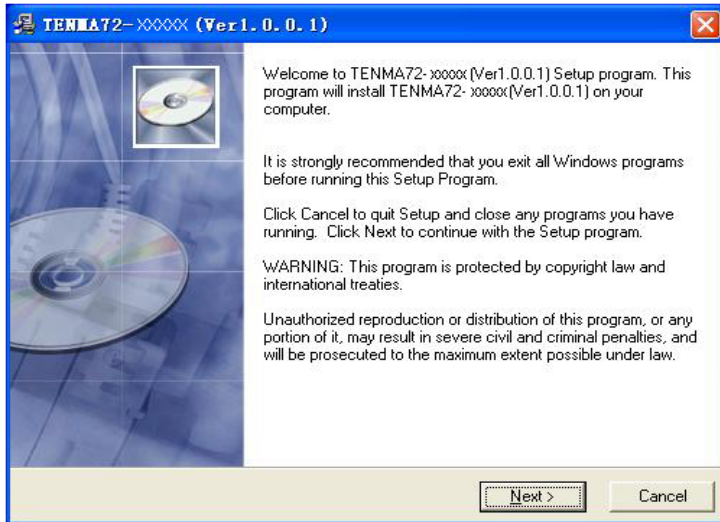 TENMA72-XXXXX (Ver1.0.0.1)
Welcome to TENMA72- xxxxx (Ver1.0.0.1) Setup program. This
program will install TENMA72- xxxxx(Ver1.0.0.1) on your
computer.
It is strongly recommended that you exit all Windows programs
before running this Setup Program.
Click Cancel to quit Setup and close any programs you have
running. Click Next to continue with the Setup program.
WARNING: This program is protected by copyright law and
international treaties.
Unauthorized reproduction or distribution of this program, or any
portion of it, may result in severe civil and criminal penalties, and
will be prosecuted to the maximum extent possible under law.
Next >
Cancel